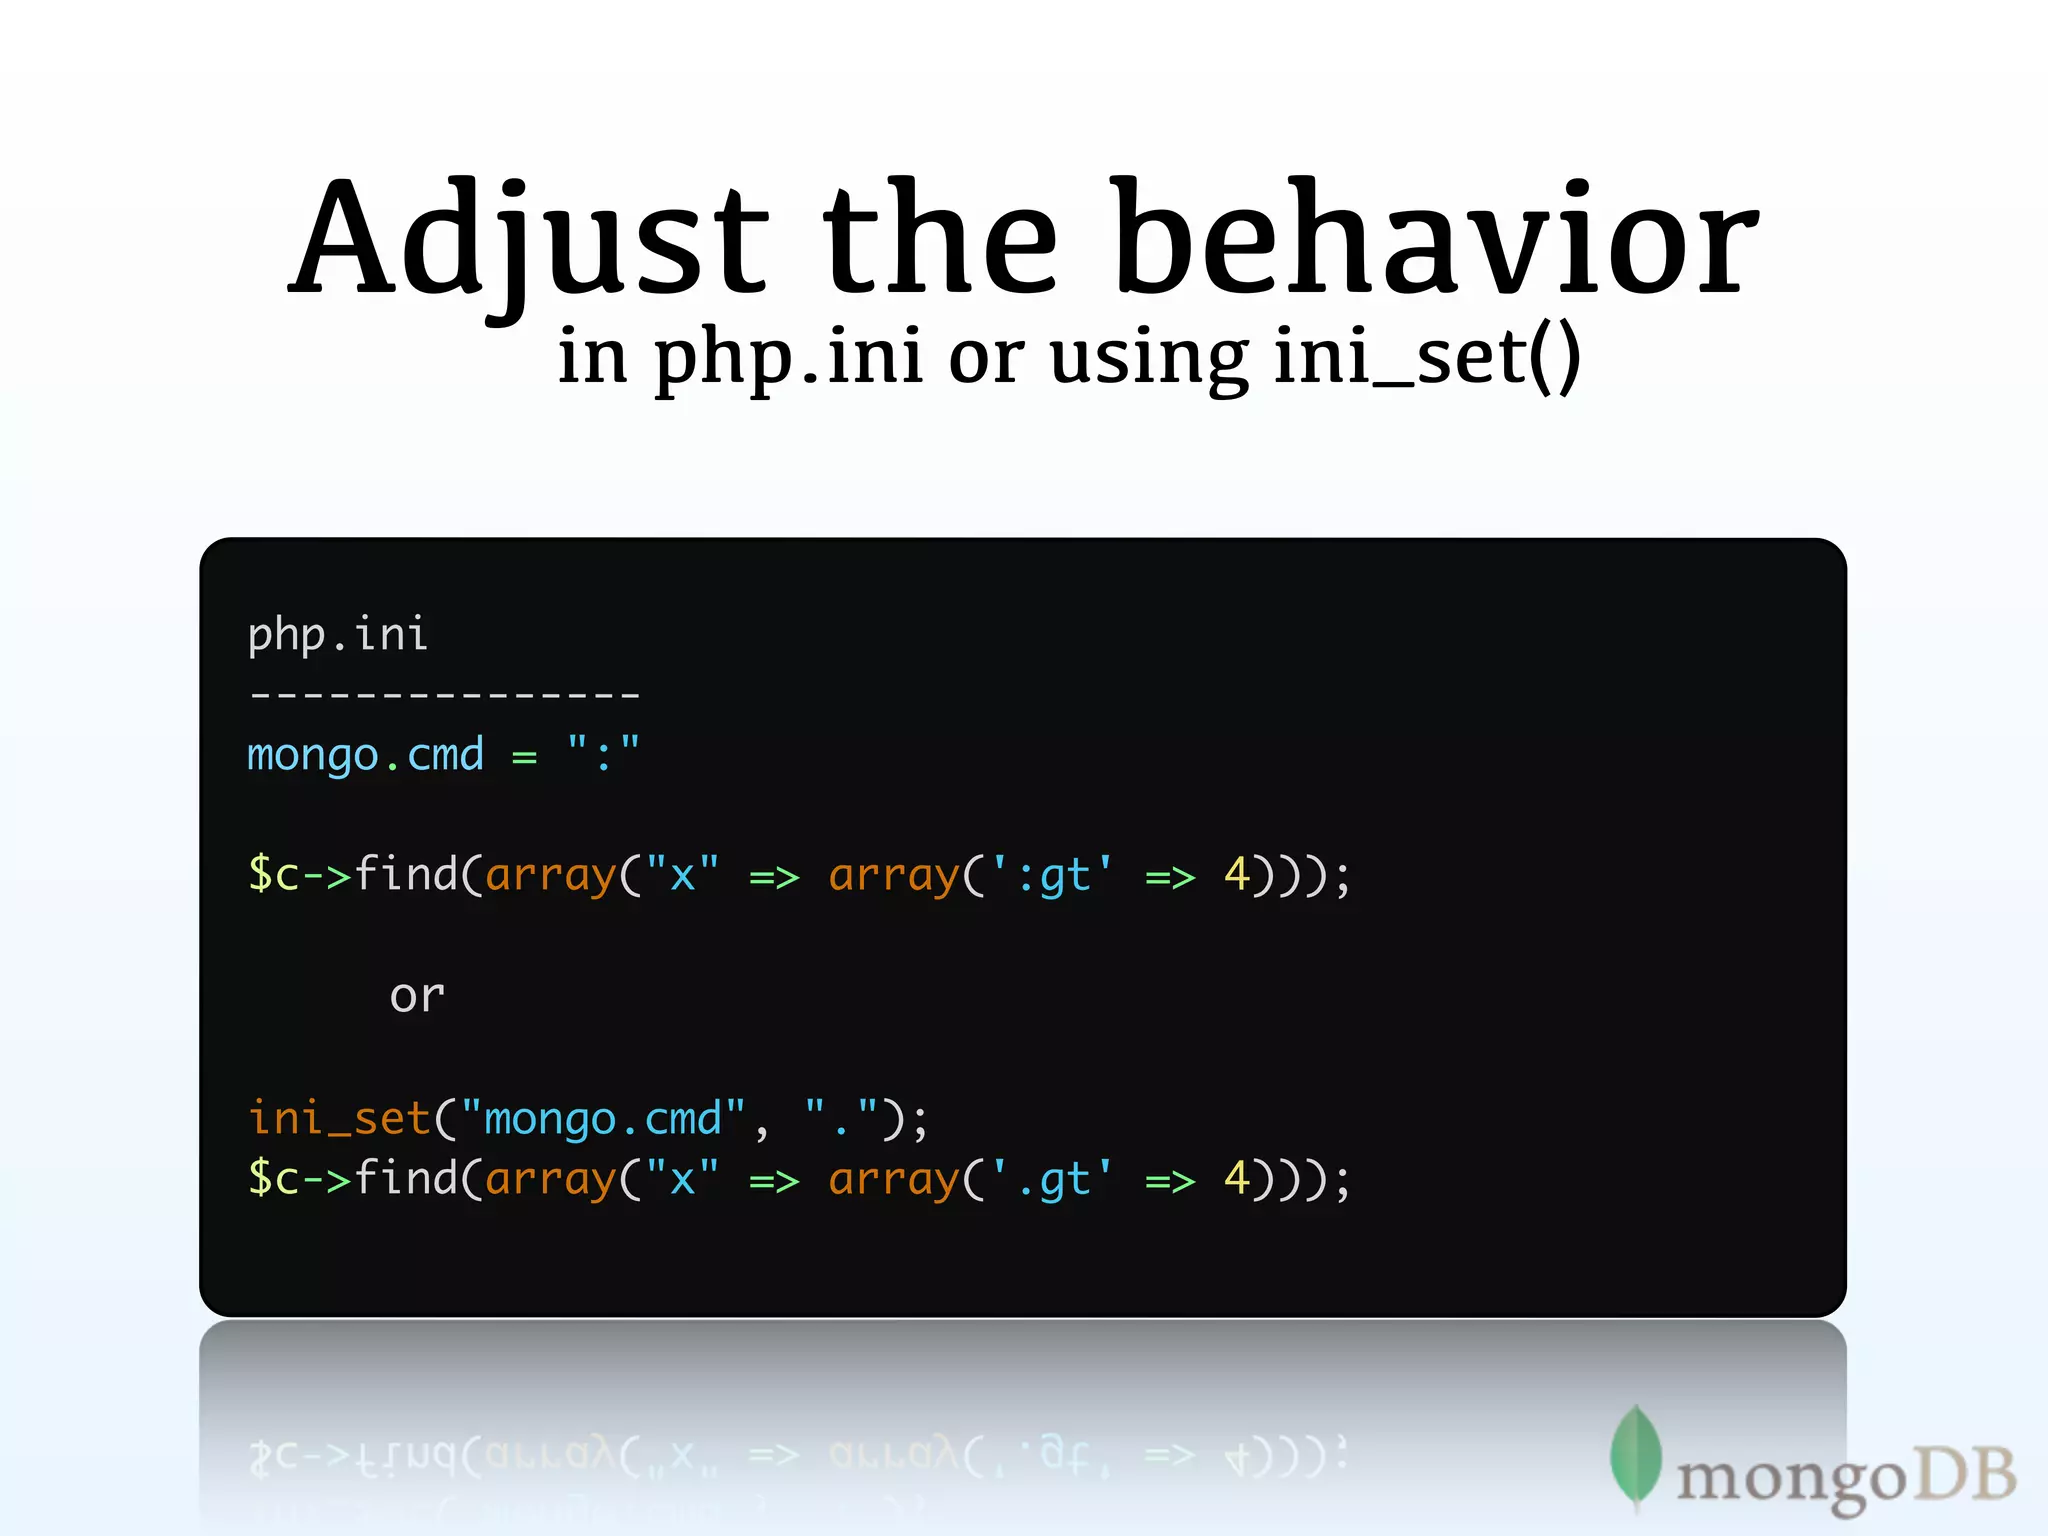 Adjust the behavior
in php.ini or using ini_set()
php.ini
---------------
mongo.cmd = ":"
$c->find(array("x" => array(':gt' => 4)));
or
ini_set("mongo.cmd", ".");
$c->find(array("x" => array('.gt' => 4)));
mongoDB